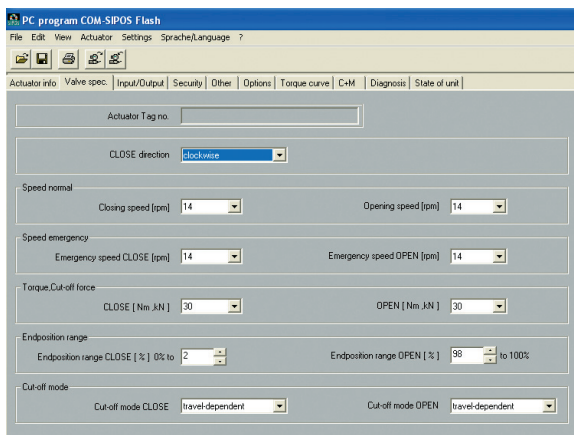 PC program COM-SIPOS Flash
File Edit View Actuator Settings Sprache/Language ?
Actuator info Valve spec. Input/Output Security Other Options Torque curve C+M Diagnosis State of unit
Actuator Tag no.
CLOSE direction clockwise
Speed normal
Closing speed [rpm] 14 Opening speed [rpm] 14
Speed emergency
Emergency speed CLOSE [rpm] 14 Emergency speed OPEN [rpm] 14
Torque,Cut-off force
CLOSE [ Nm ,kN ] 30 OPEN [ Nm ,kN ] 30
Endposition range
Endposition range CLOSE [ % ] 0% to 2 Endposition range OPEN [ % ] 98 to 100%
Cut-off mode
Cut-off mode CLOSE travel-dependent Cut-off mode OPEN travel-dependent